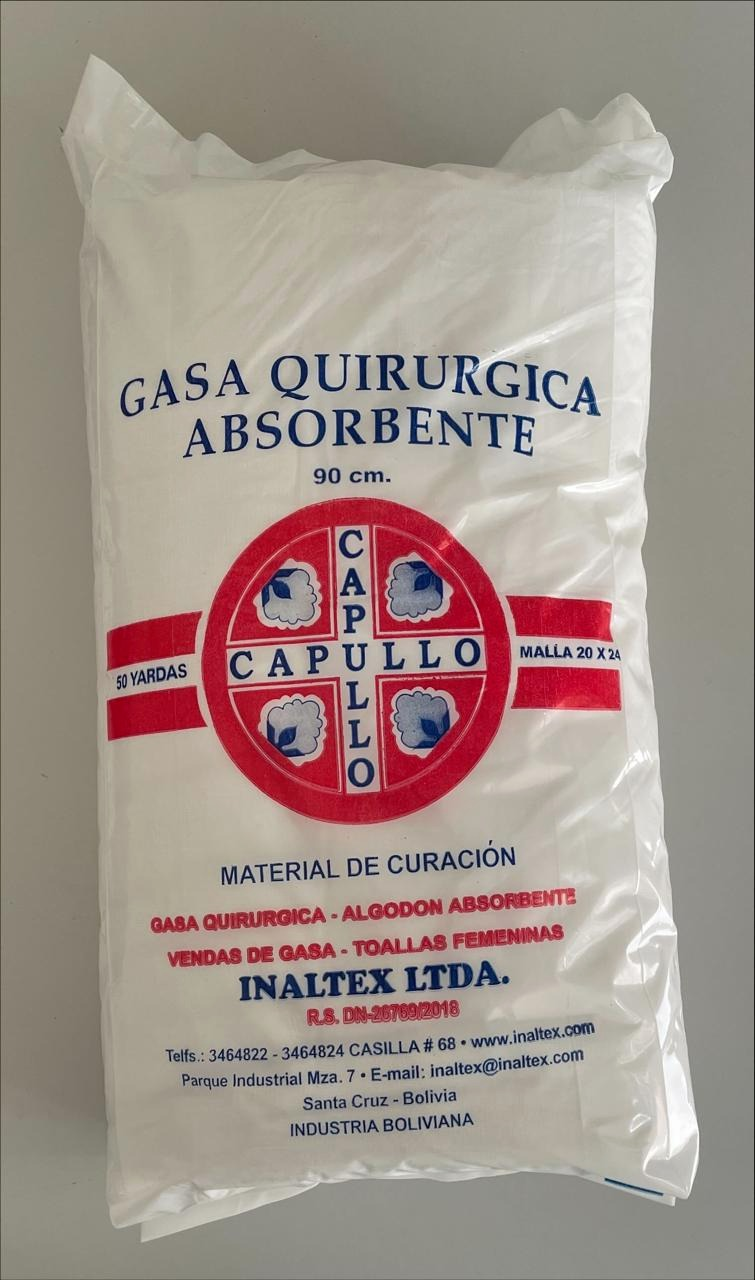 GASA QUIRURGICA
ABSORBENTE
90 cm.
CAPULLO
50 YARDAS
CAPULLO
MALLA 20 X 24
MATERIAL DE CURACIÓN
GASA QUIRURGICA - ALGODON ABSORBENTE
VENDAS DE GASA - TOALLAS FEMENINAS
INALTEX LTDA.
R.S. DN-26769/2018
Telfs.: 3464822 - 3464824 CASILLA # 68 • www.inaltex.com
Parque Industrial Mza. 7 • E-mail: inaltex@inaltex.com
Santa Cruz - Bolivia
INDUSTRIA BOLIVIANA